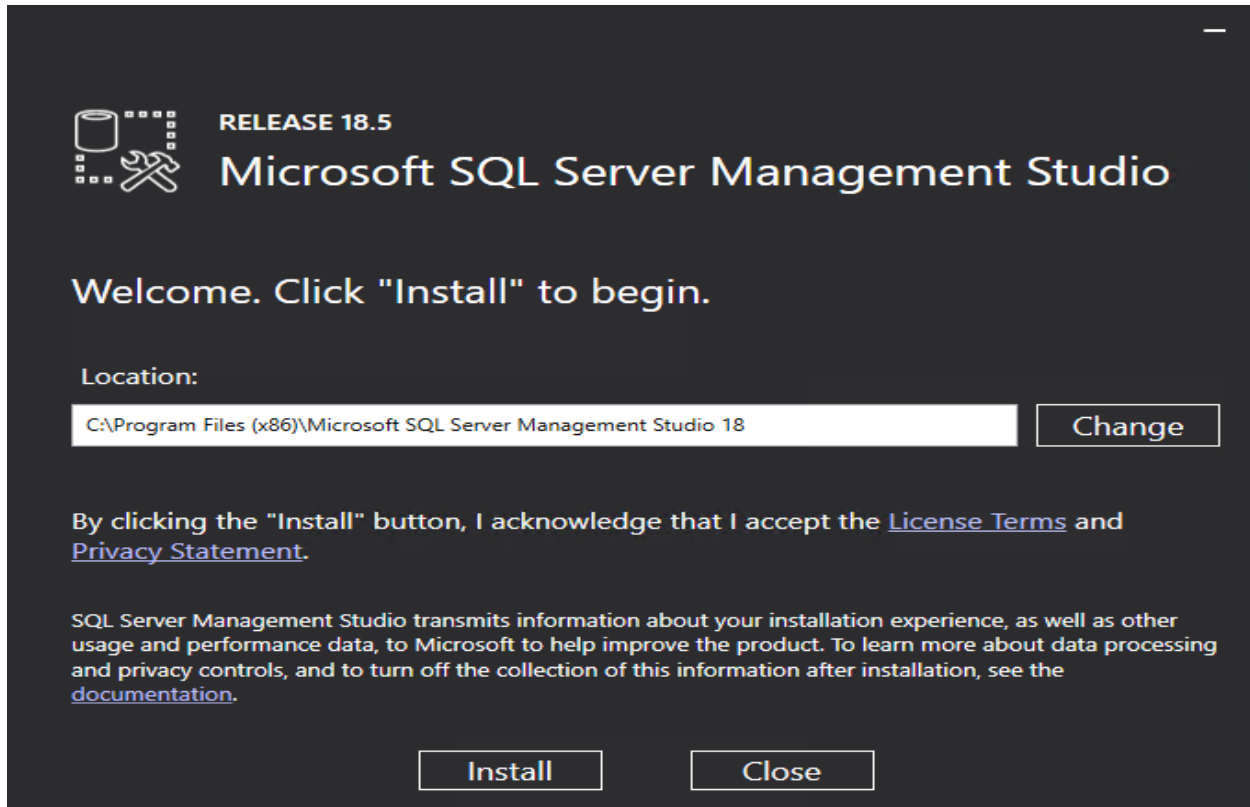 RELEASE 18.5
Microsoft SQL Server Management Studio
Welcome. Click "Install" to begin.
Location:
C:\Program Files (x86)\Microsoft SQL Server Management Studio 18
Change
By clicking the "Install" button, I acknowledge that I accept the License Terms and
Privacy Statement.
SQL Server Management Studio transmits information about your installation experience, as well as other
usage and performance data, to Microsoft to help improve the product. To learn more about data processing
and privacy controls, and to turn off the collection of this information after installation, see the
documentation.
Install
Close